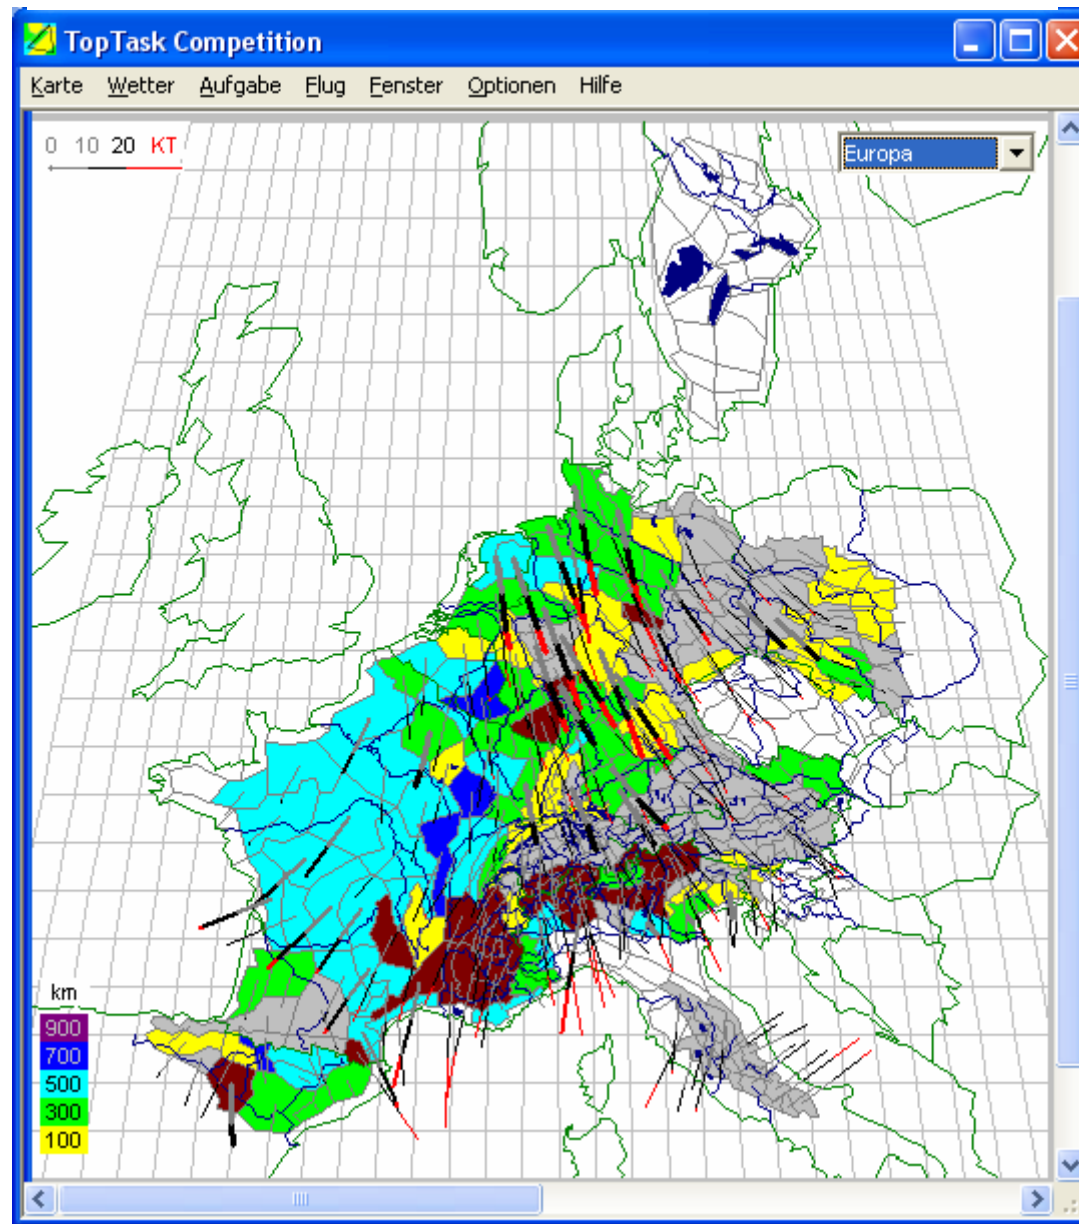 TopTask Competition
Karte Wetter Aufgabe Flug Fenster Optionen Hilfe
0 10 20 KT
Europa
km
900
700
500
300
100